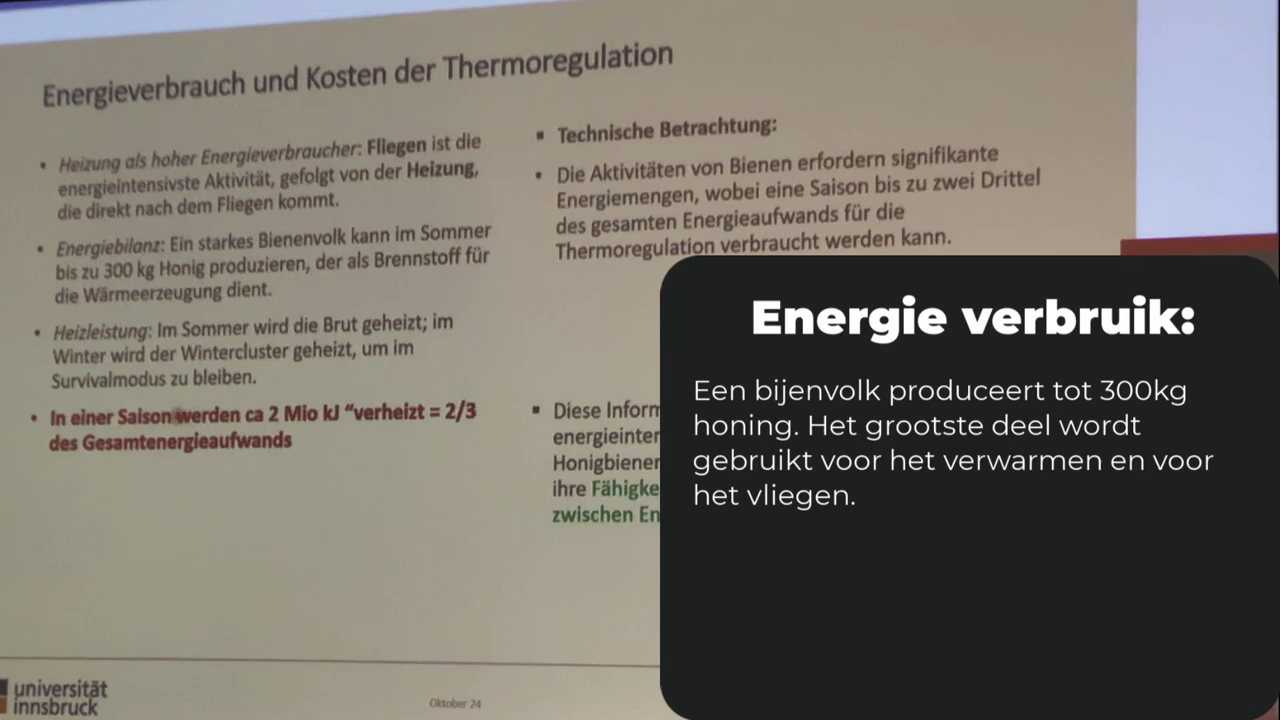 Energieverbrauch und Kosten der Thermoregulation
• Heizung als hoher Energieverbraucher: Fliegen ist die
energieintensivste Aktivität, gefolgt von der Heizung,
die direkt nach dem Fliegen kommt.
• Energiebilanz: Ein starkes Bienenvolk kann im Sommer
bis zu 300 kg Honig produzieren, der als Brennstoff für
die Wärmeerzeugung dient.
• Heizleistung: Im Sommer wird die Brut geheizt; im
Winter wird der Wintercluster geheizt, um im
Survivalmodus zu bleiben.
• In einer Saison werden ca 2 Mio kJ “verheizt = 2/3
des Gesamtenergieaufwands
▪ Technische Betrachtung:
• Die Aktivitäten von Bienen erfordern signifikante
Energiemengen, wobei eine Saison bis zu zwei Drittel
des gesamten Energieaufwands für die
Thermoregulation verbraucht werden kann.
▪ Diese Inform
energieinter
Honigbiener
ihre Fähigke
zwischen En
Energie verbruik:
Een bijenvolk produceert tot 300kg
honing. Het grootste deel wordt
gebruikt voor het verwarmen en voor
het vliegen.
universität
innsbruck
Oktober 24